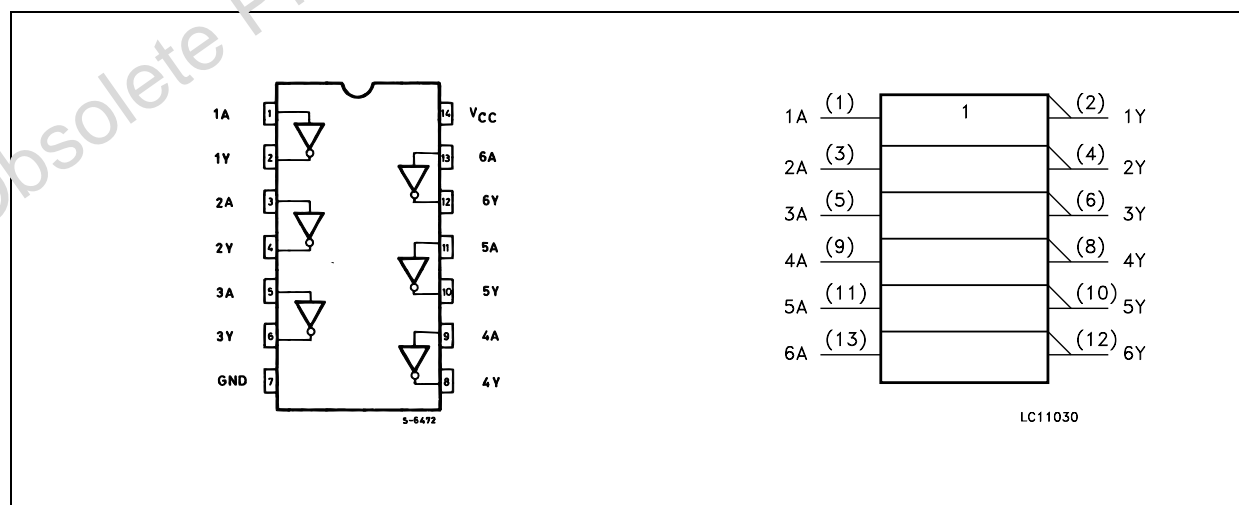 obsolete
1A 1 14 VCC
1Y 2 13 6A
2A 3 12 6Y
2Y 4 11 5A
3A 5 10 5Y
3Y 6 9 4A
GND 7 8 4Y
S-6472
1A (1) 1 (2) 1Y
2A (3) (4) 2Y
3A (5) (6) 3Y
4A (9) (8) 4Y
5A (11) (10) 5Y
6A (13) (12) 6Y
LC11030